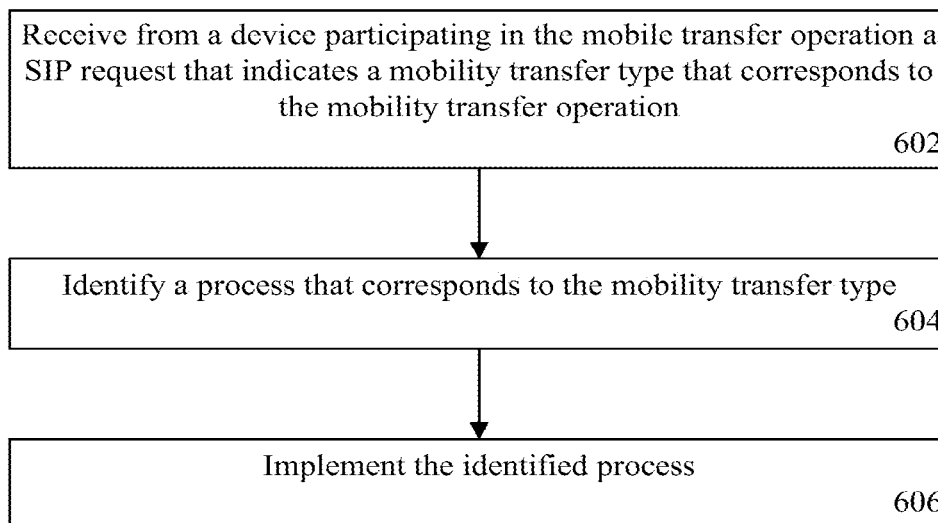 Receive from a device participating in the mobile transfer operation a
SIP request that indicates a mobility transfer type that corresponds to
the mobility transfer operation
602
Identify a process that corresponds to the mobility transfer type
604
Implement the identified process
606